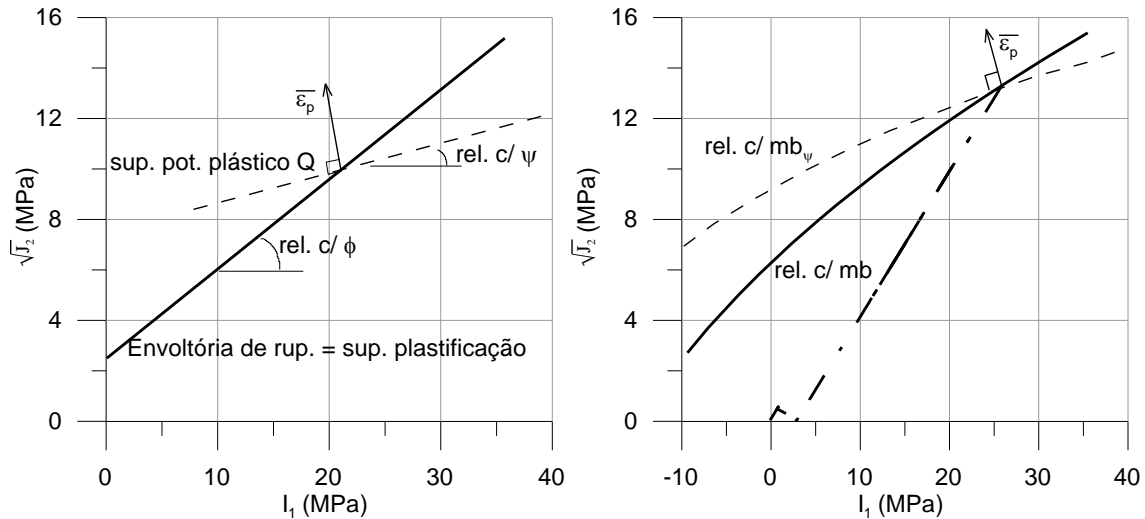 16
12
8
4
0
√J₂ (MPa)
ε̅p
sup. pot. plástico Q
rel. c/ ψ
rel. c/ ϕ
Envoltória de rup. = sup. plastificação
0
10
20
30
40
I₁ (MPa)
16
12
8
4
0
√J₂ (MPa)
ε̅p
rel. c/ mbψ
rel. c/ mb
-10
0
10
20
30
40
I₁ (MPa)